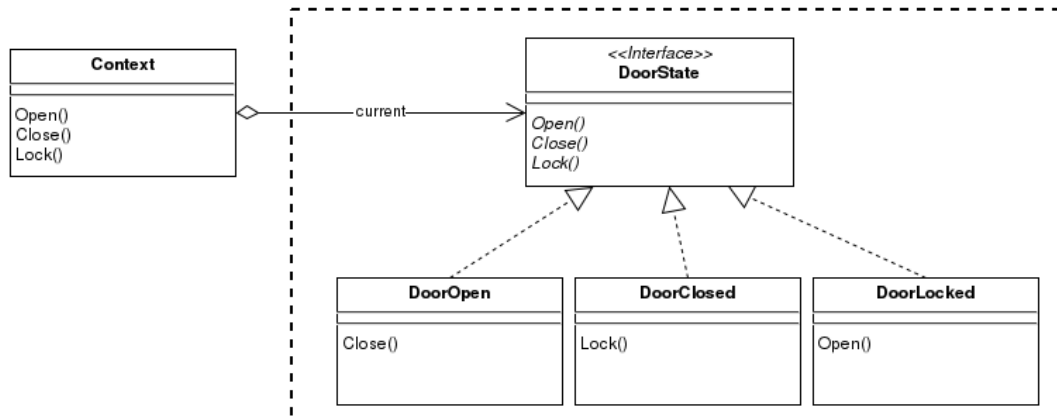 Context
Open()
Close()
Lock()
current
<<Interface>>
DoorState
Open()
Close()
Lock()
DoorOpen
Close()
DoorClosed
Lock()
DoorLocked
Open()